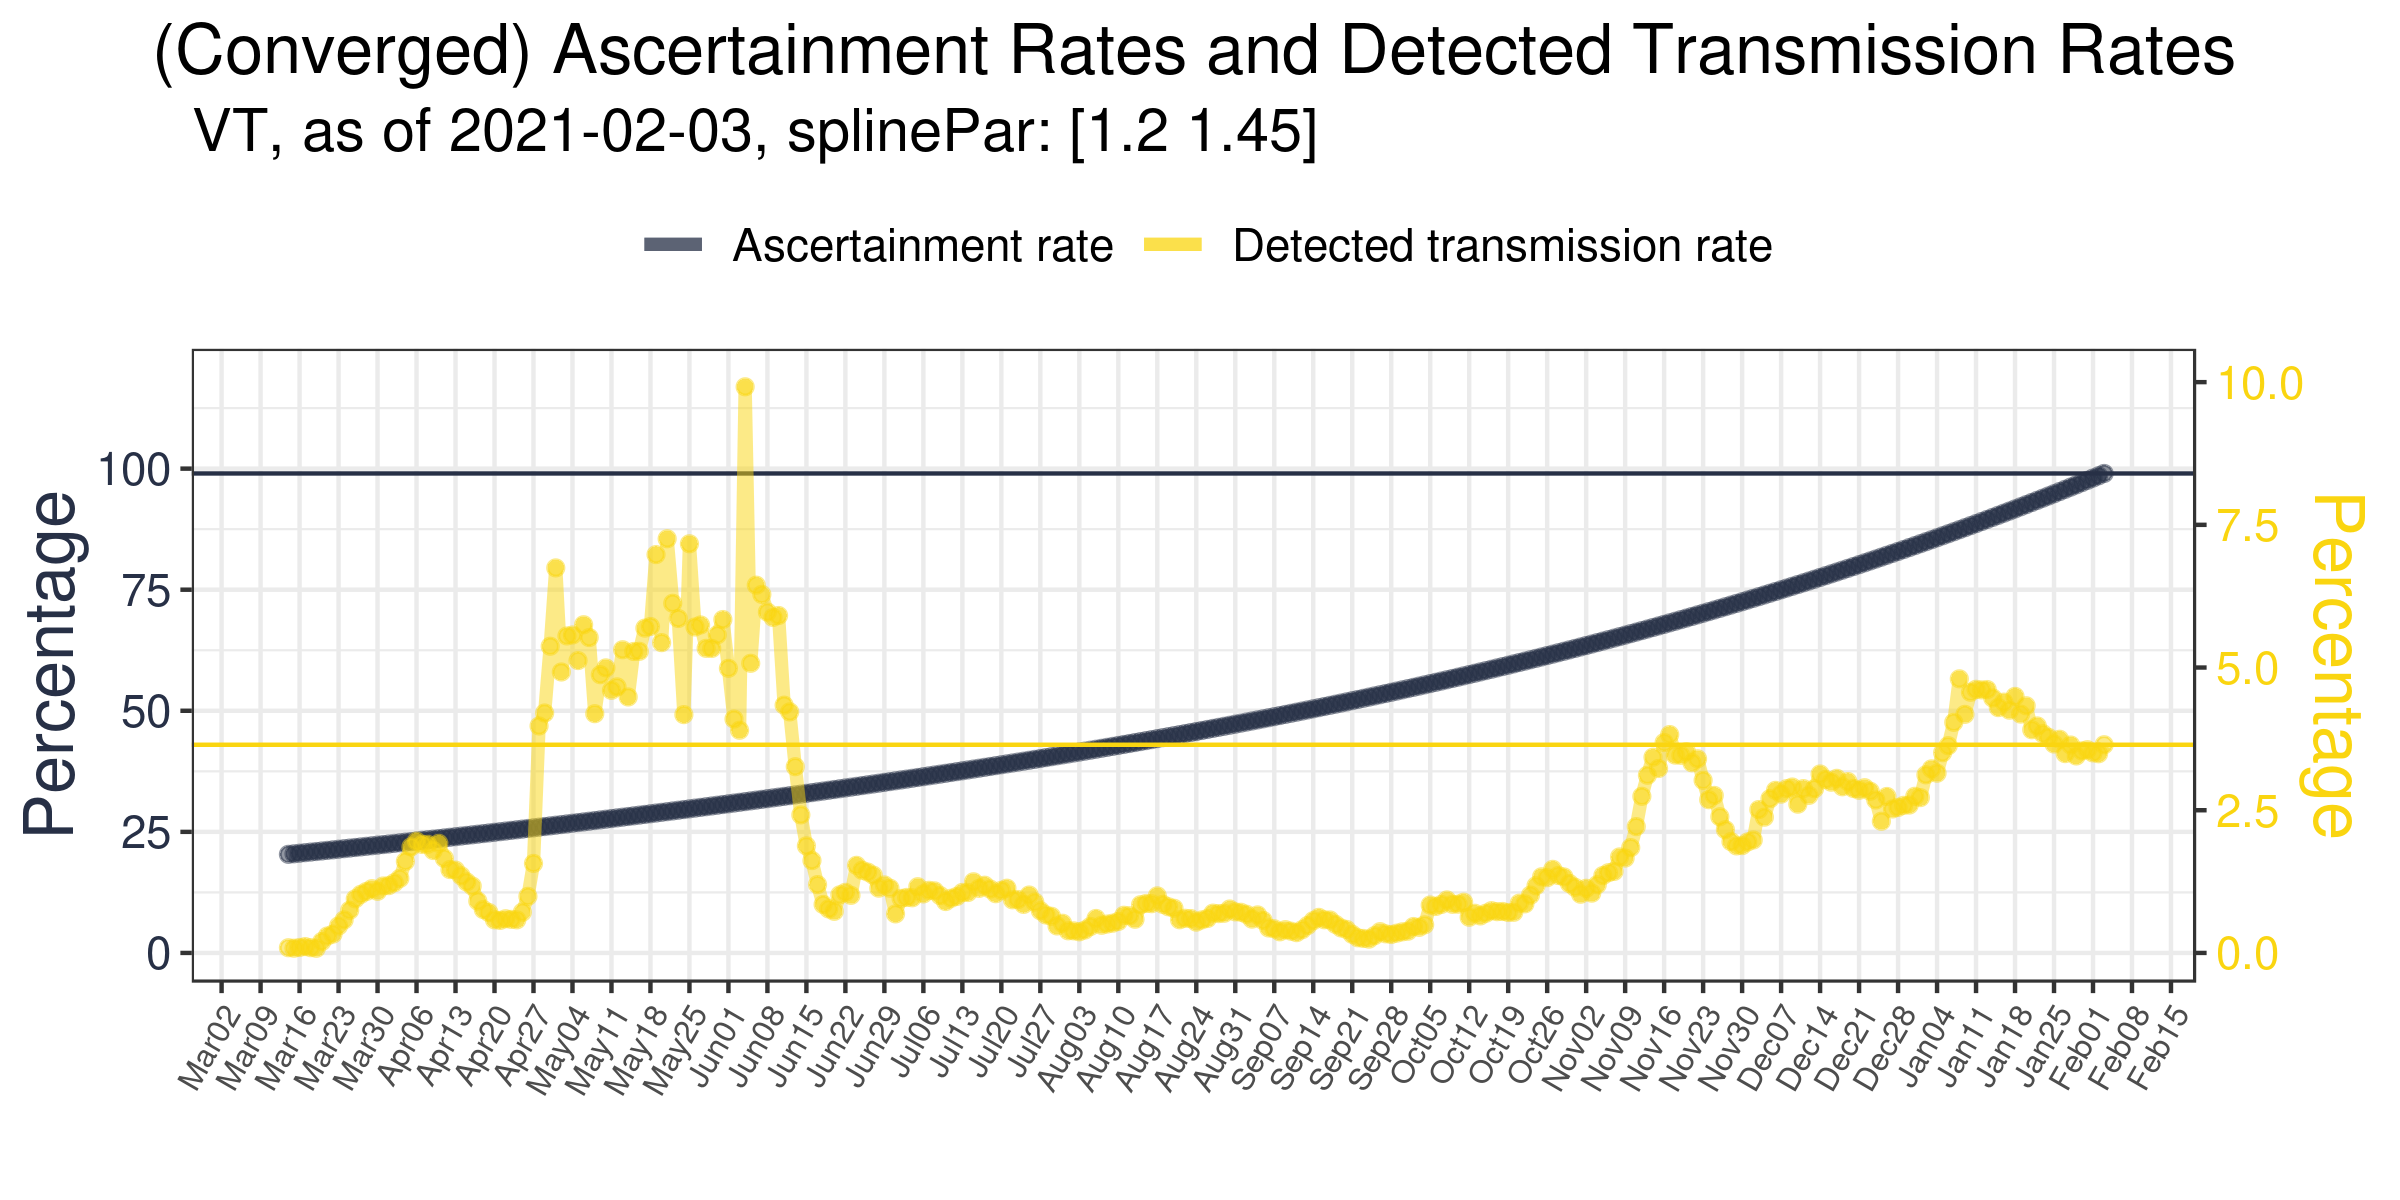 (Converged) Ascertainment Rates and Detected Transmission Rates
VT, as of 2021-02-03, splinePar: [1.2 1.45]
Ascertainment rate Detected transmission rate
Percentage
100
75
50
25
0
10.0
7.5
5.0
2.5
0.0
Percentage
Mar02
Mar09
Mar16
Mar23
Mar30
Apr06
Apr13
Apr20
Apr27
May04
May11
May18
May25
Jun01
Jun08
Jun15
Jun22
Jun29
Jul06
Jul13
Jul20
Jul27
Aug03
Aug10
Aug17
Aug24
Aug31
Sep07
Sep14
Sep21
Sep28
Oct05
Oct12
Oct19
Oct26
Nov02
Nov09
Nov16
Nov23
Nov30
Dec07
Dec14
Dec21
Dec28
Jan04
Jan11
Jan18
Jan25
Feb01
Feb08
Feb15